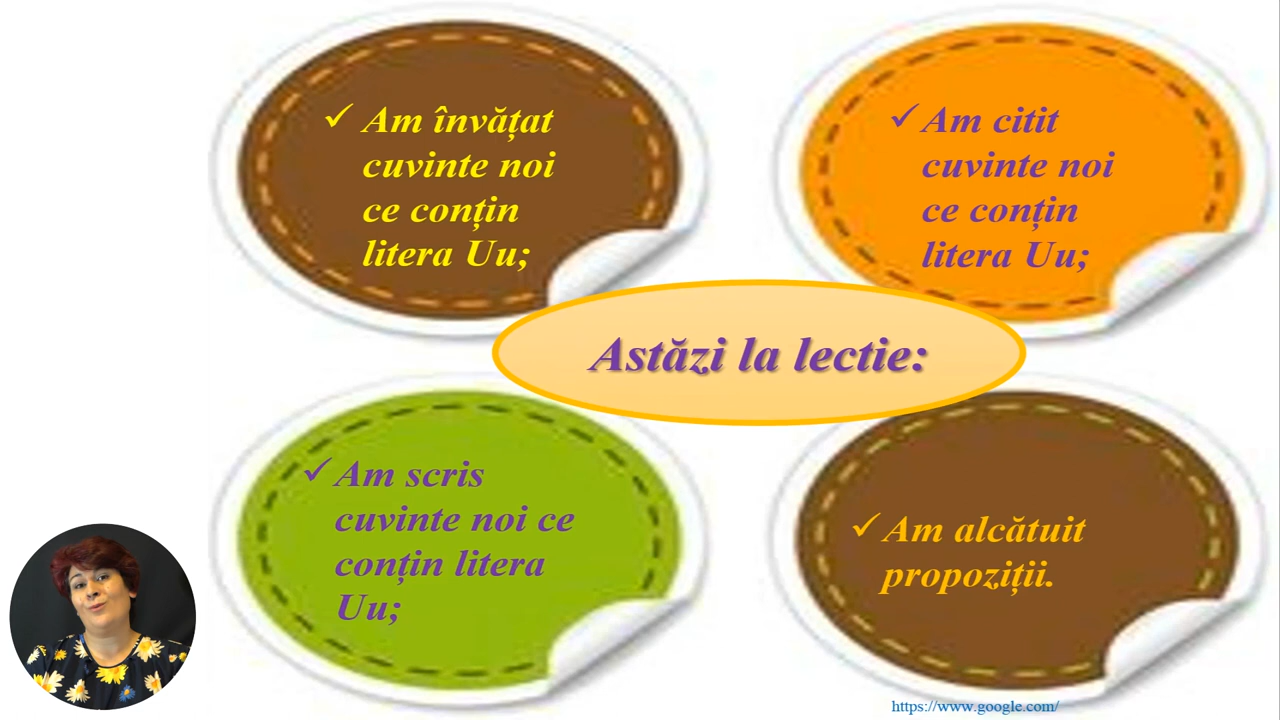 ✓ Am învățat
cuvinte noi
ce conțin
litera Uu;
✓ Am citit
cuvinte noi
ce conțin
litera Uu;
Astăzi la lectie:
✓ Am scris
cuvinte noi ce
conțin litera
Uu;
✓ Am alcătuit
propoziții.
https://www.google.com/